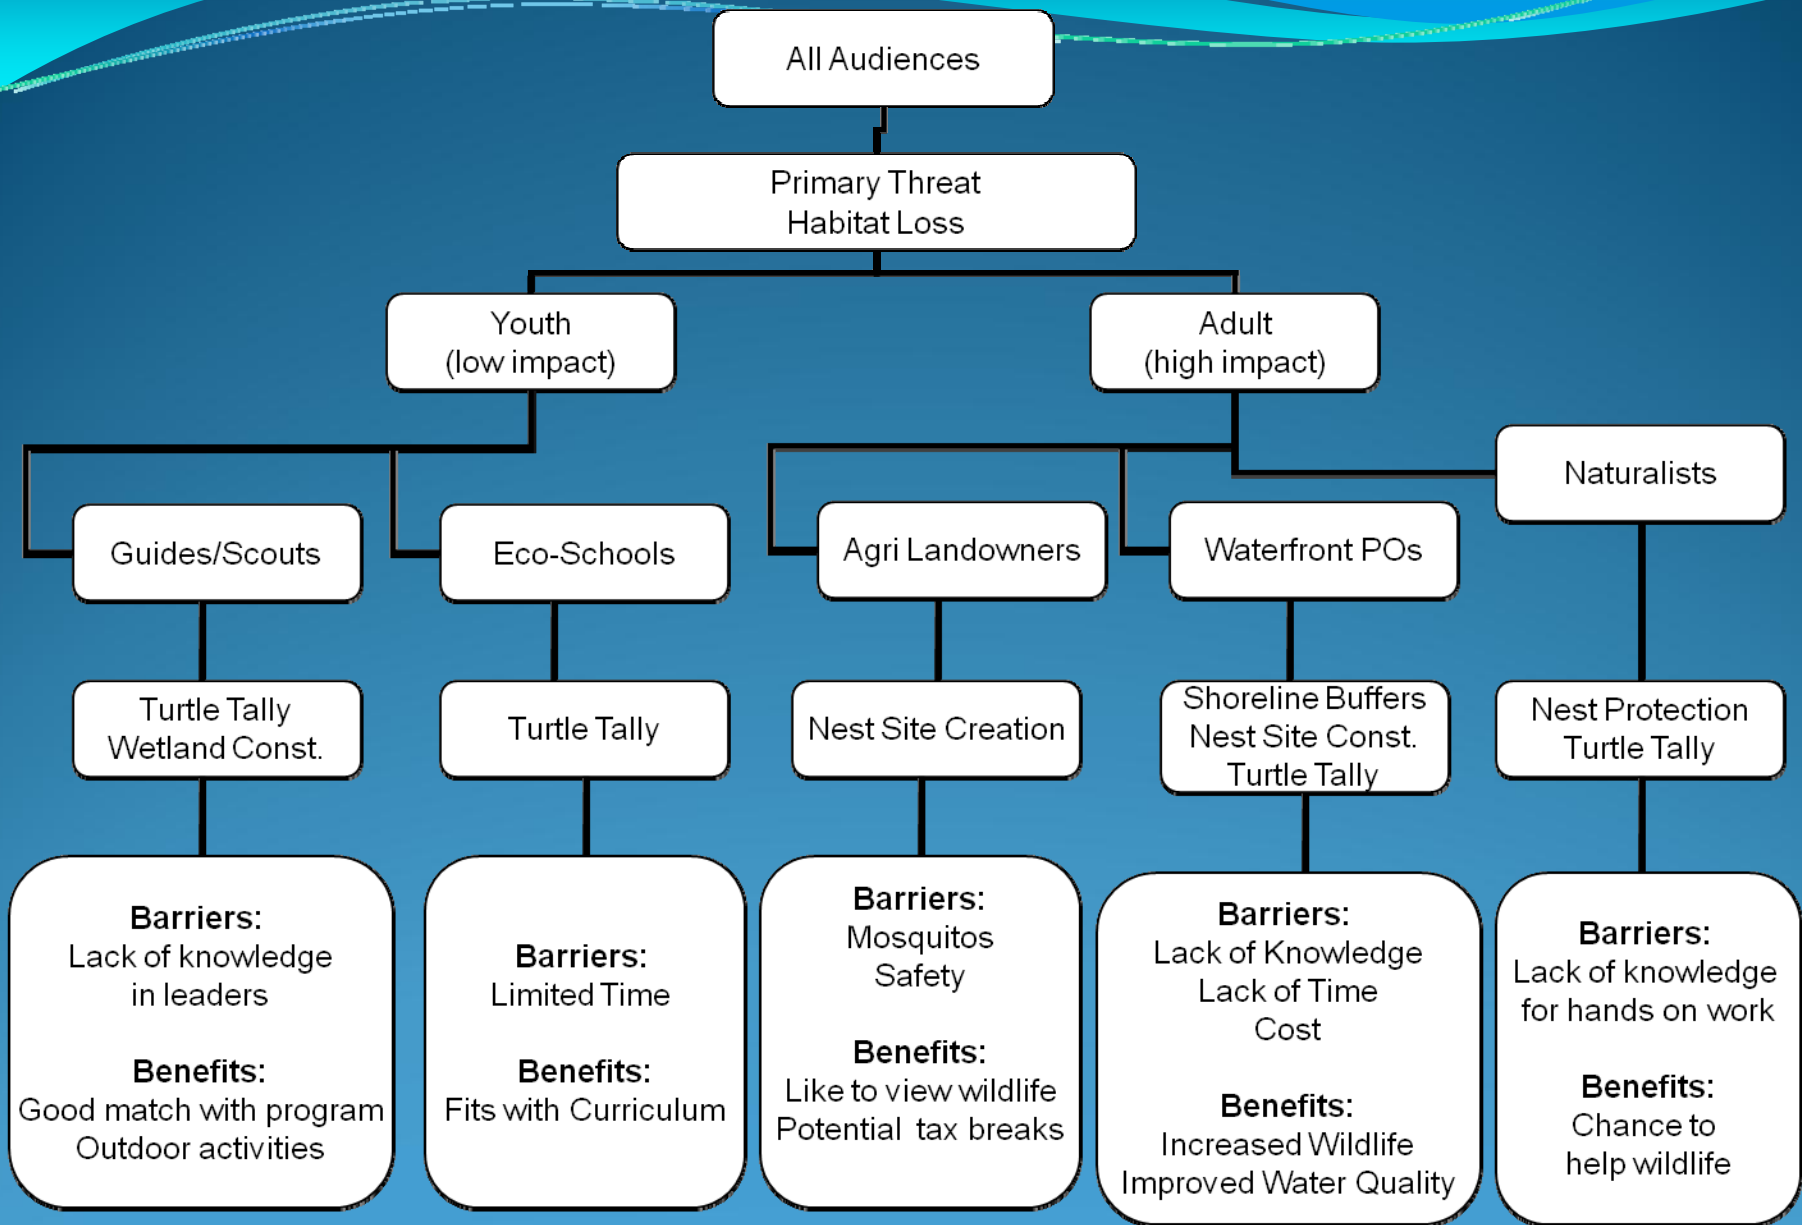 All Audiences
Primary Threat
Habitat Loss
Youth
(low impact)
Adult
(high impact)
Naturalists
Guides/Scouts
Eco-Schools
Agri Landowners
Waterfront POs
Turtle Tally
Wetland Const.
Turtle Tally
Nest Site Creation
Shoreline Buffers
Nest Site Const.
Turtle Tally
Nest Protection
Turtle Tally
Barriers:
Lack of knowledge
in leaders
Benefits:
Good match with program
Outdoor activities
Barriers:
Limited Time
Benefits:
Fits with Curriculum
Barriers:
Mosquitos
Safety
Benefits:
Like to view wildlife
Potential tax breaks
Barriers:
Lack of Knowledge
Lack of Time
Cost
Benefits:
Increased Wildlife
Improved Water Quality
Barriers:
Lack of knowledge
for hands on work
Benefits:
Chance to
help wildlife